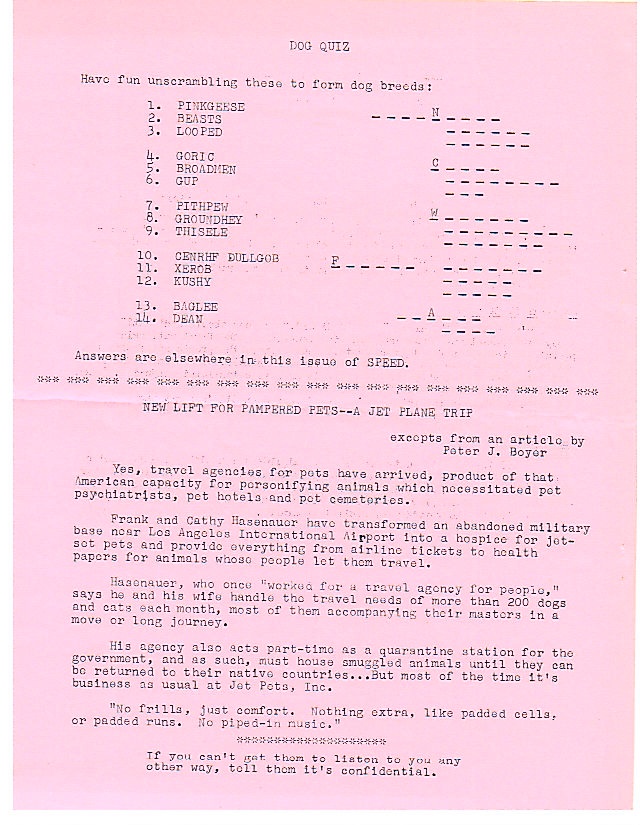 DOG QUIZ
Have fun unscrambling these to form dog breeds:
1. PINKGEESE _ _ _ _ N _ _ _ _
2. BEASTS _ _ _ _ _ _
3. LOOPED _ _ _ _ _ _
4. GORIC C _ _ _ _
5. BROADMEN _ _ _ _ _ _ _ _
6. GUP _ _ _
7. PITHPEW W _ _ _ _ _ _
8. GROUNDHEY _ _ _ _ _ _ _ _ _
9. THISELE _ _ _ _ _ _ _
10. CENRHF DULLGOB F _ _ _ _ _ _ _ _ _ _ _ _
11. XEROB _ _ _ _ _
12. KUSHY _ _ _ _ _
13. BAGLEE _ _ A _ _ _
14. DEAN _ _ _ _
Answers are elsewhere in this issue of SPEED.
*** *** *** *** *** *** *** *** *** *** *** *** *** *** *** *** *** *** ***
NEW LIFT FOR PAMPERED PETS--A JET PLANE TRIP
excepts from an article by
Peter J. Boyer
Yes, travel agencies for pets have arrived, product of that
American capacity for personifying animals which necessitated pet
psychiatrists, pet hotels and pet cemeteries.
Frank and Cathy Hasenauer have transformed an abandoned military
base near Los Angeles International Airport into a hospice for jet-
set pets and provide everything from airline tickets to health
papers for animals whose people let them travel.
Hasenauer, who once "worked for a travel agency for people,"
says he and his wife handle the travel needs of more than 200 dogs
and cats each month, most of them accompanying their masters in a
move or long journey.
His agency also acts part-time as a quarantine station for the
government, and as such, must house smuggled animals until they can
be returned to their native countries...But most of the time it's
business as usual at Jet Pets, Inc.
"No frills, just comfort. Nothing extra, like padded cells,
or padded runs. No piped-in music."
********************
If you can't get them to listen to you any
other way, tell them it's confidential.